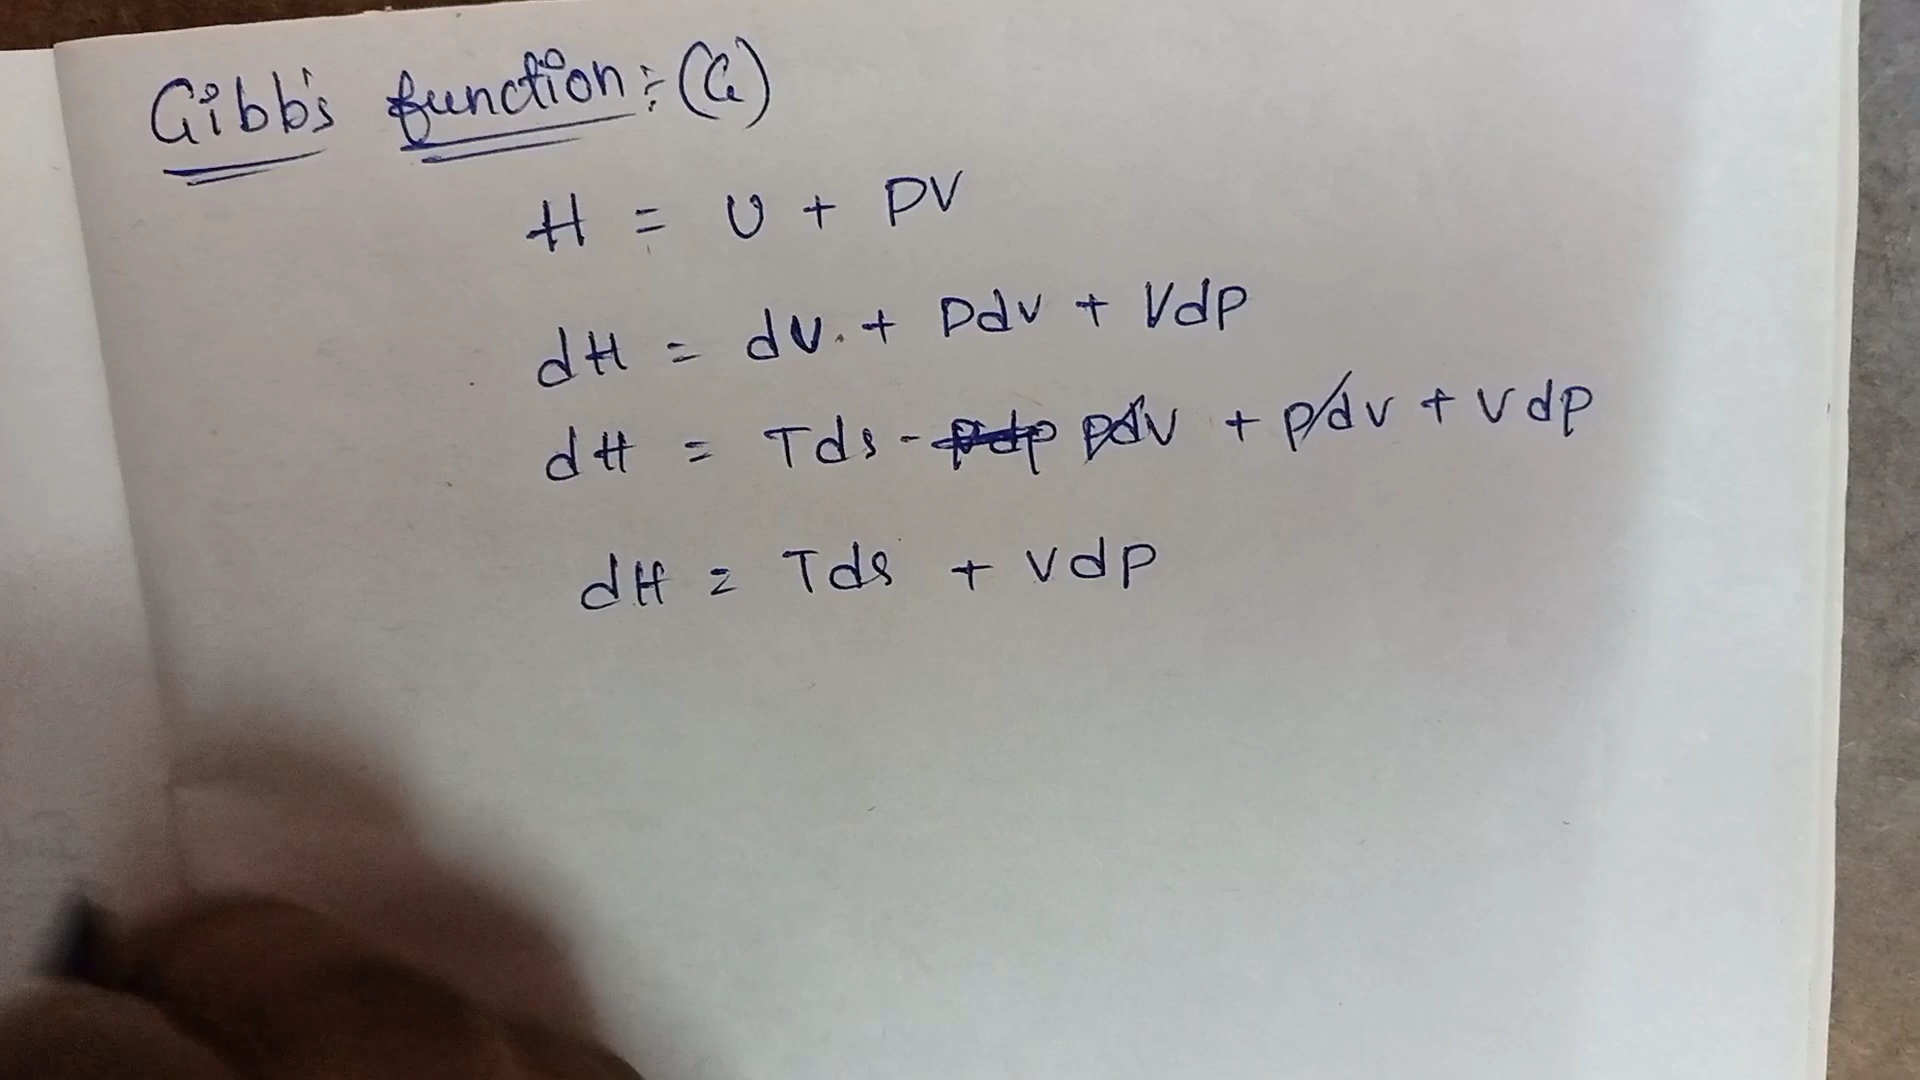 Gibb's function :- (G)
H = U + PV
dH = dU. + Pdv + Vdp
dH = Tds - pdv + pdv + vdp
dH = Tds + vdp